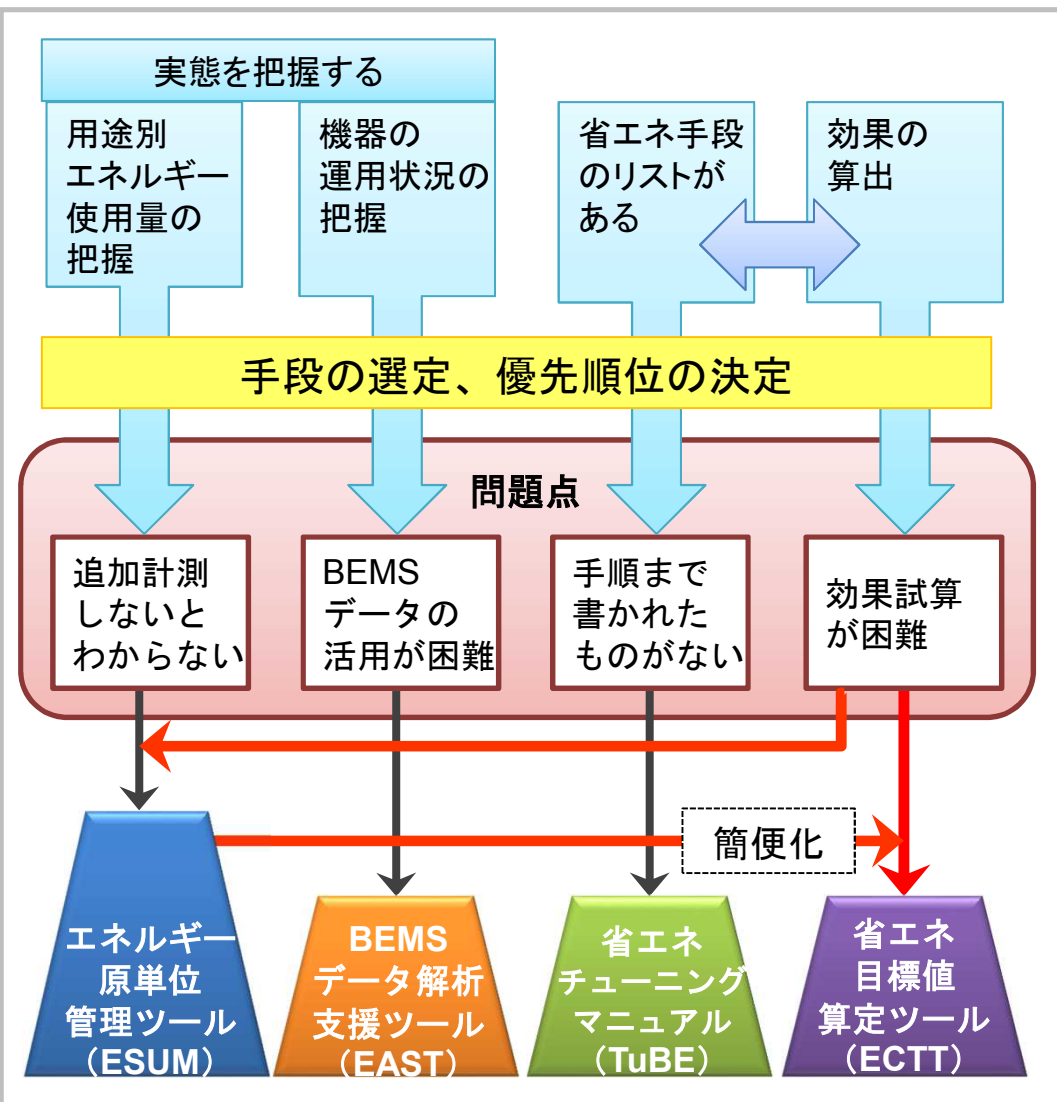 実態を把握する
用途別
エネルギー
使用量の
把握
機器の
運用状況の
把握
省エネ手段
のリストが
ある
効果の
算出
手段の選定、優先順位の決定
問題点
追加計測
しないと
わからない
BEMS
データの
活用が困難
手順まで
書かれた
ものがない
効果試算
が困難
簡便化
エネルギー
原単位
管理ツール
（ESUM）
BEMS
データ解析
支援ツール
（EAST）
省エネ
チューニング
マニュアル
（TuBE）
省エネ
目標値
算定ツール
（ECTT）